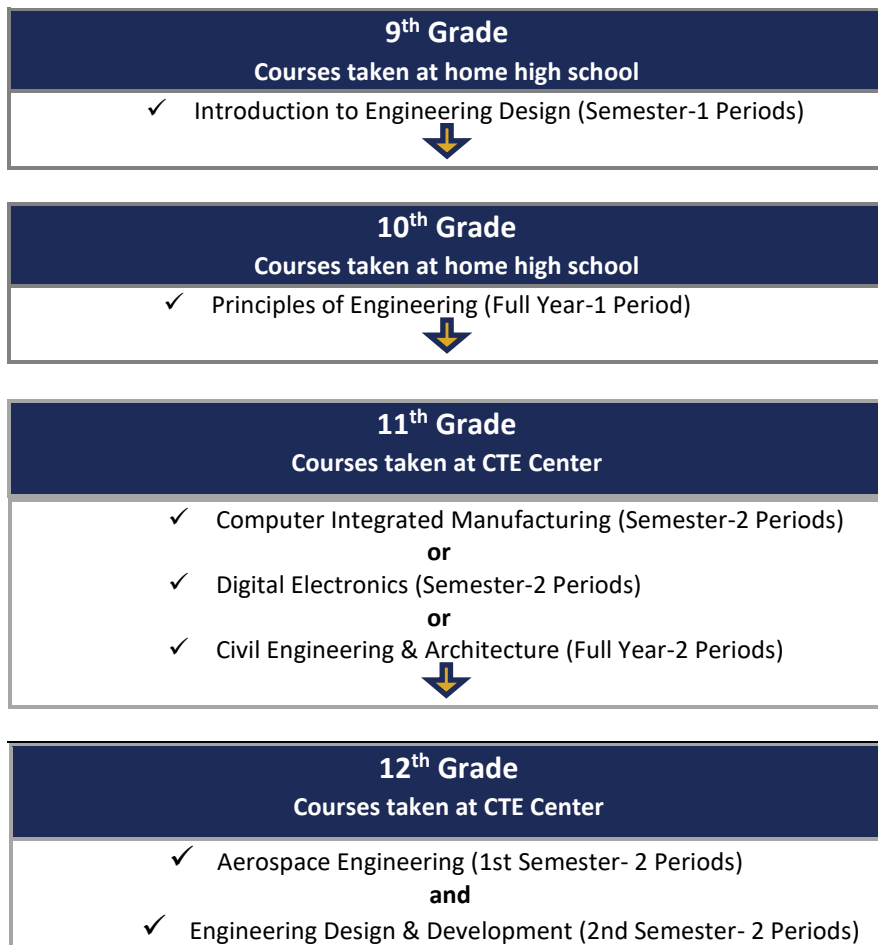 9th Grade
Courses taken at home high school
✓ Introduction to Engineering Design (Semester-1 Periods)
10th Grade
Courses taken at home high school
✓ Principles of Engineering (Full Year-1 Period)
11th Grade
Courses taken at CTE Center
✓ Computer Integrated Manufacturing (Semester-2 Periods)
or
✓ Digital Electronics (Semester-2 Periods)
or
✓ Civil Engineering & Architecture (Full Year-2 Periods)
12th Grade
Courses taken at CTE Center
✓ Aerospace Engineering (1st Semester- 2 Periods)
and
✓ Engineering Design & Development (2nd Semester- 2 Periods)